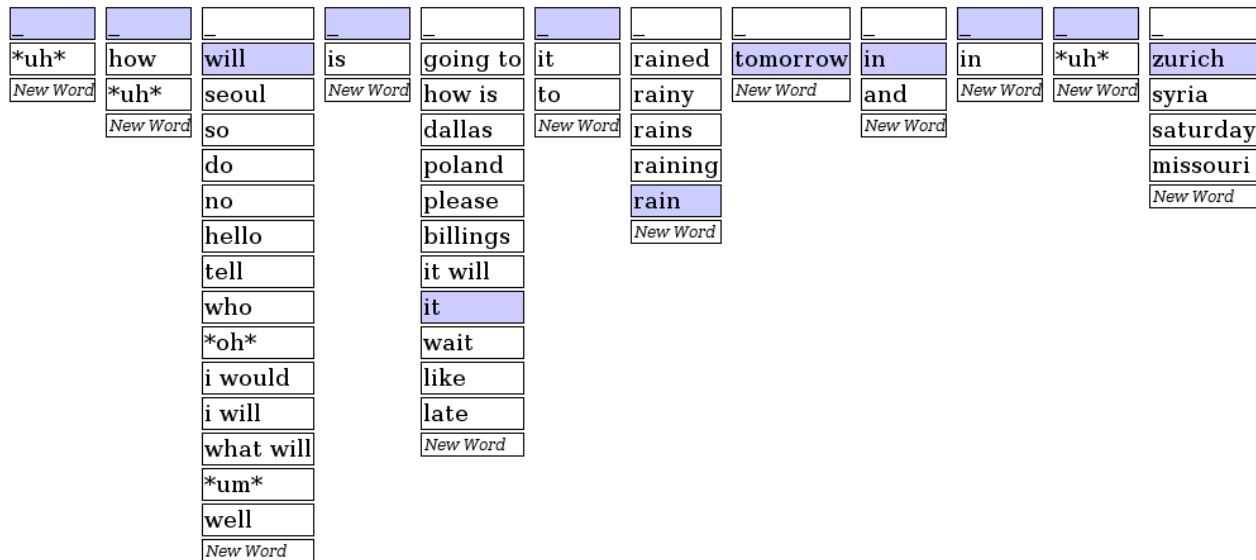 _ _ _ _ _ _ _ _ _ _ _ _
*uh* how will is going to it rained tomorrow in in *uh* zurich
New Word *uh* seoul New Word how is to rainy New Word and New Word New Word syria
New Word so dallas New Word rains New Word saturday
do poland raining missouri
no please rain New Word
hello billings New Word
tell it will
who it
*oh* wait
i would like
i will late
what will New Word
*um*
well
New Word